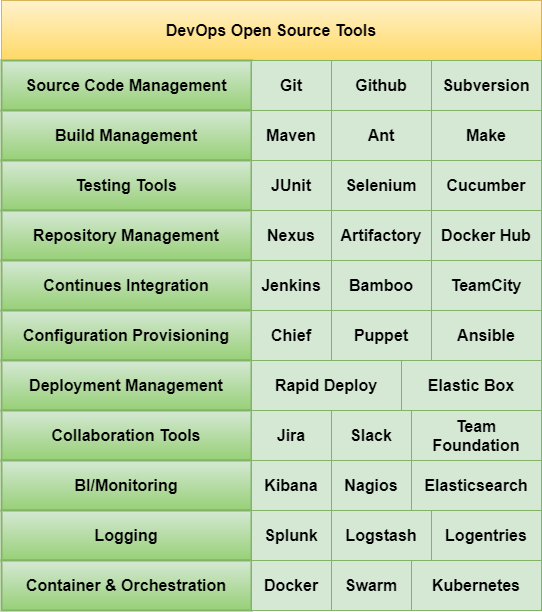 DevOps Open Source Tools
Source Code Management Git Github Subversion
Build Management Maven Ant Make
Testing Tools JUnit Selenium Cucumber
Repository Management Nexus Artifactory Docker Hub
Continues Integration Jenkins Bamboo TeamCity
Configuration Provisioning Chief Puppet Ansible
Deployment Management Rapid Deploy Elastic Box
Collaboration Tools Jira Slack Team
Foundation
BI/Monitoring Kibana Nagios Elasticsearch
Logging Splunk Logstash Logentries
Container & Orchestration Docker Swarm Kubernetes